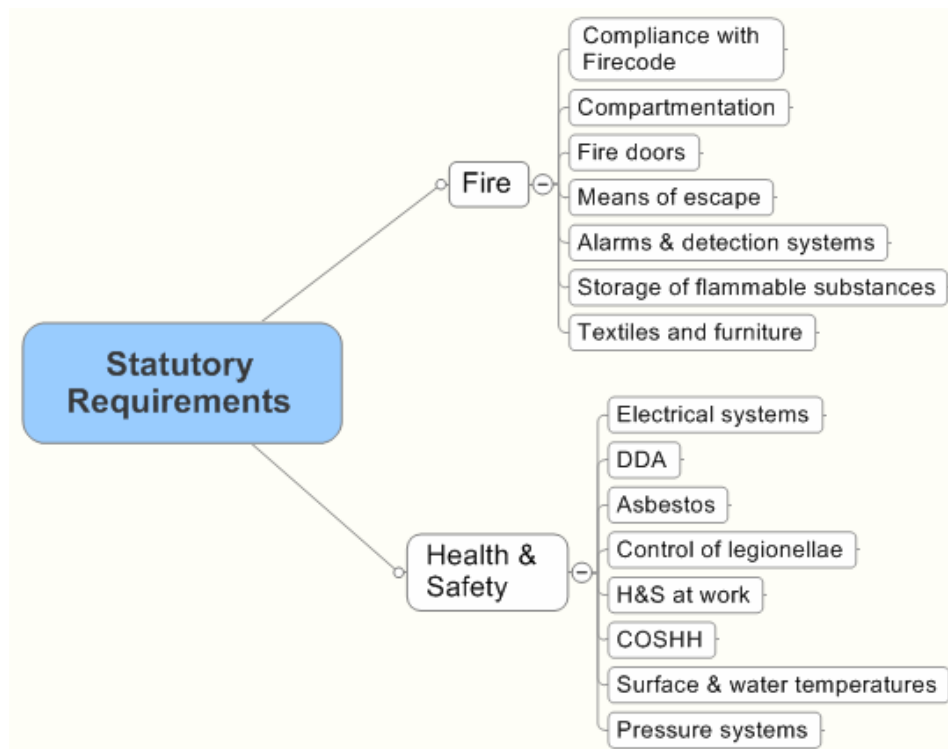 Statutory
Requirements
Fire
Compliance with
Firecode
Compartmentation
Fire doors
Means of escape
Alarms & detection systems
Storage of flammable substances
Textiles and furniture
Health &
Safety
Electrical systems
DDA
Asbestos
Control of legionellae
H&S at work
COSHH
Surface & water temperatures
Pressure systems